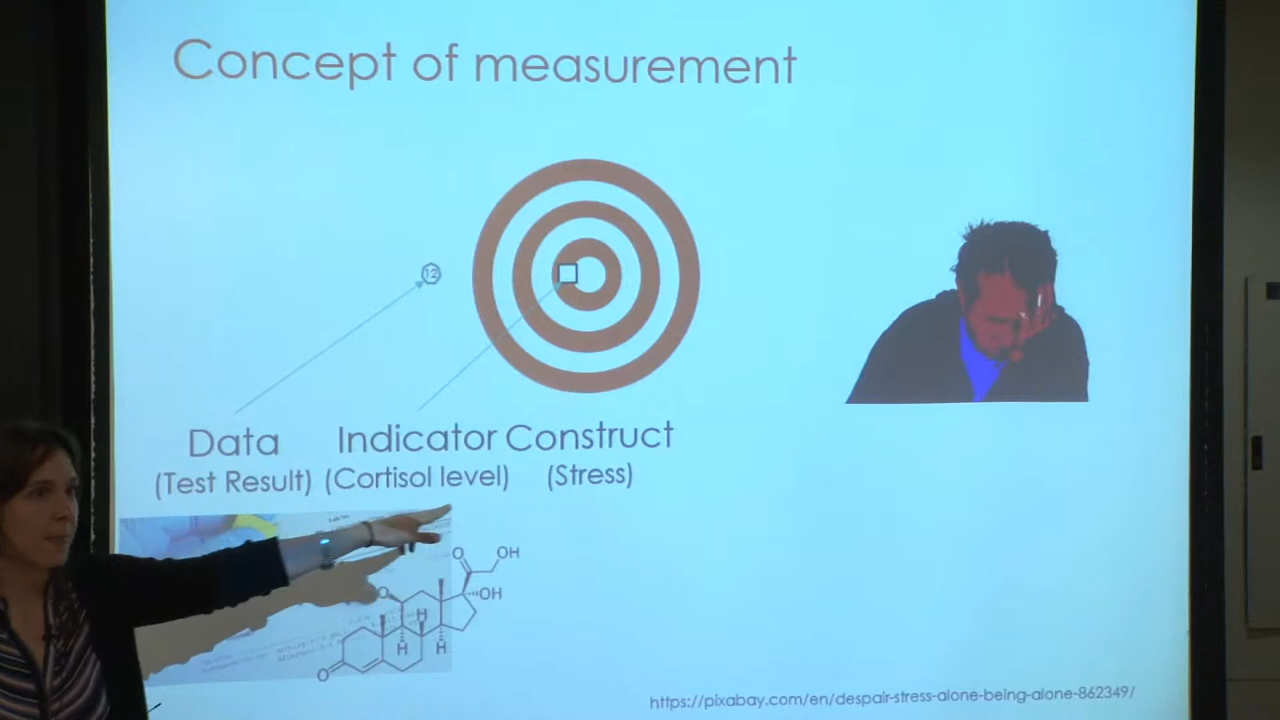 Concept of measurement
12
Data Indicator Construct
(Test Result) (Cortisol level) (Stress)
O OH
O OH
H
H H
O
https://pixabay.com/en/despair-stress-alone-being-alone-862349/